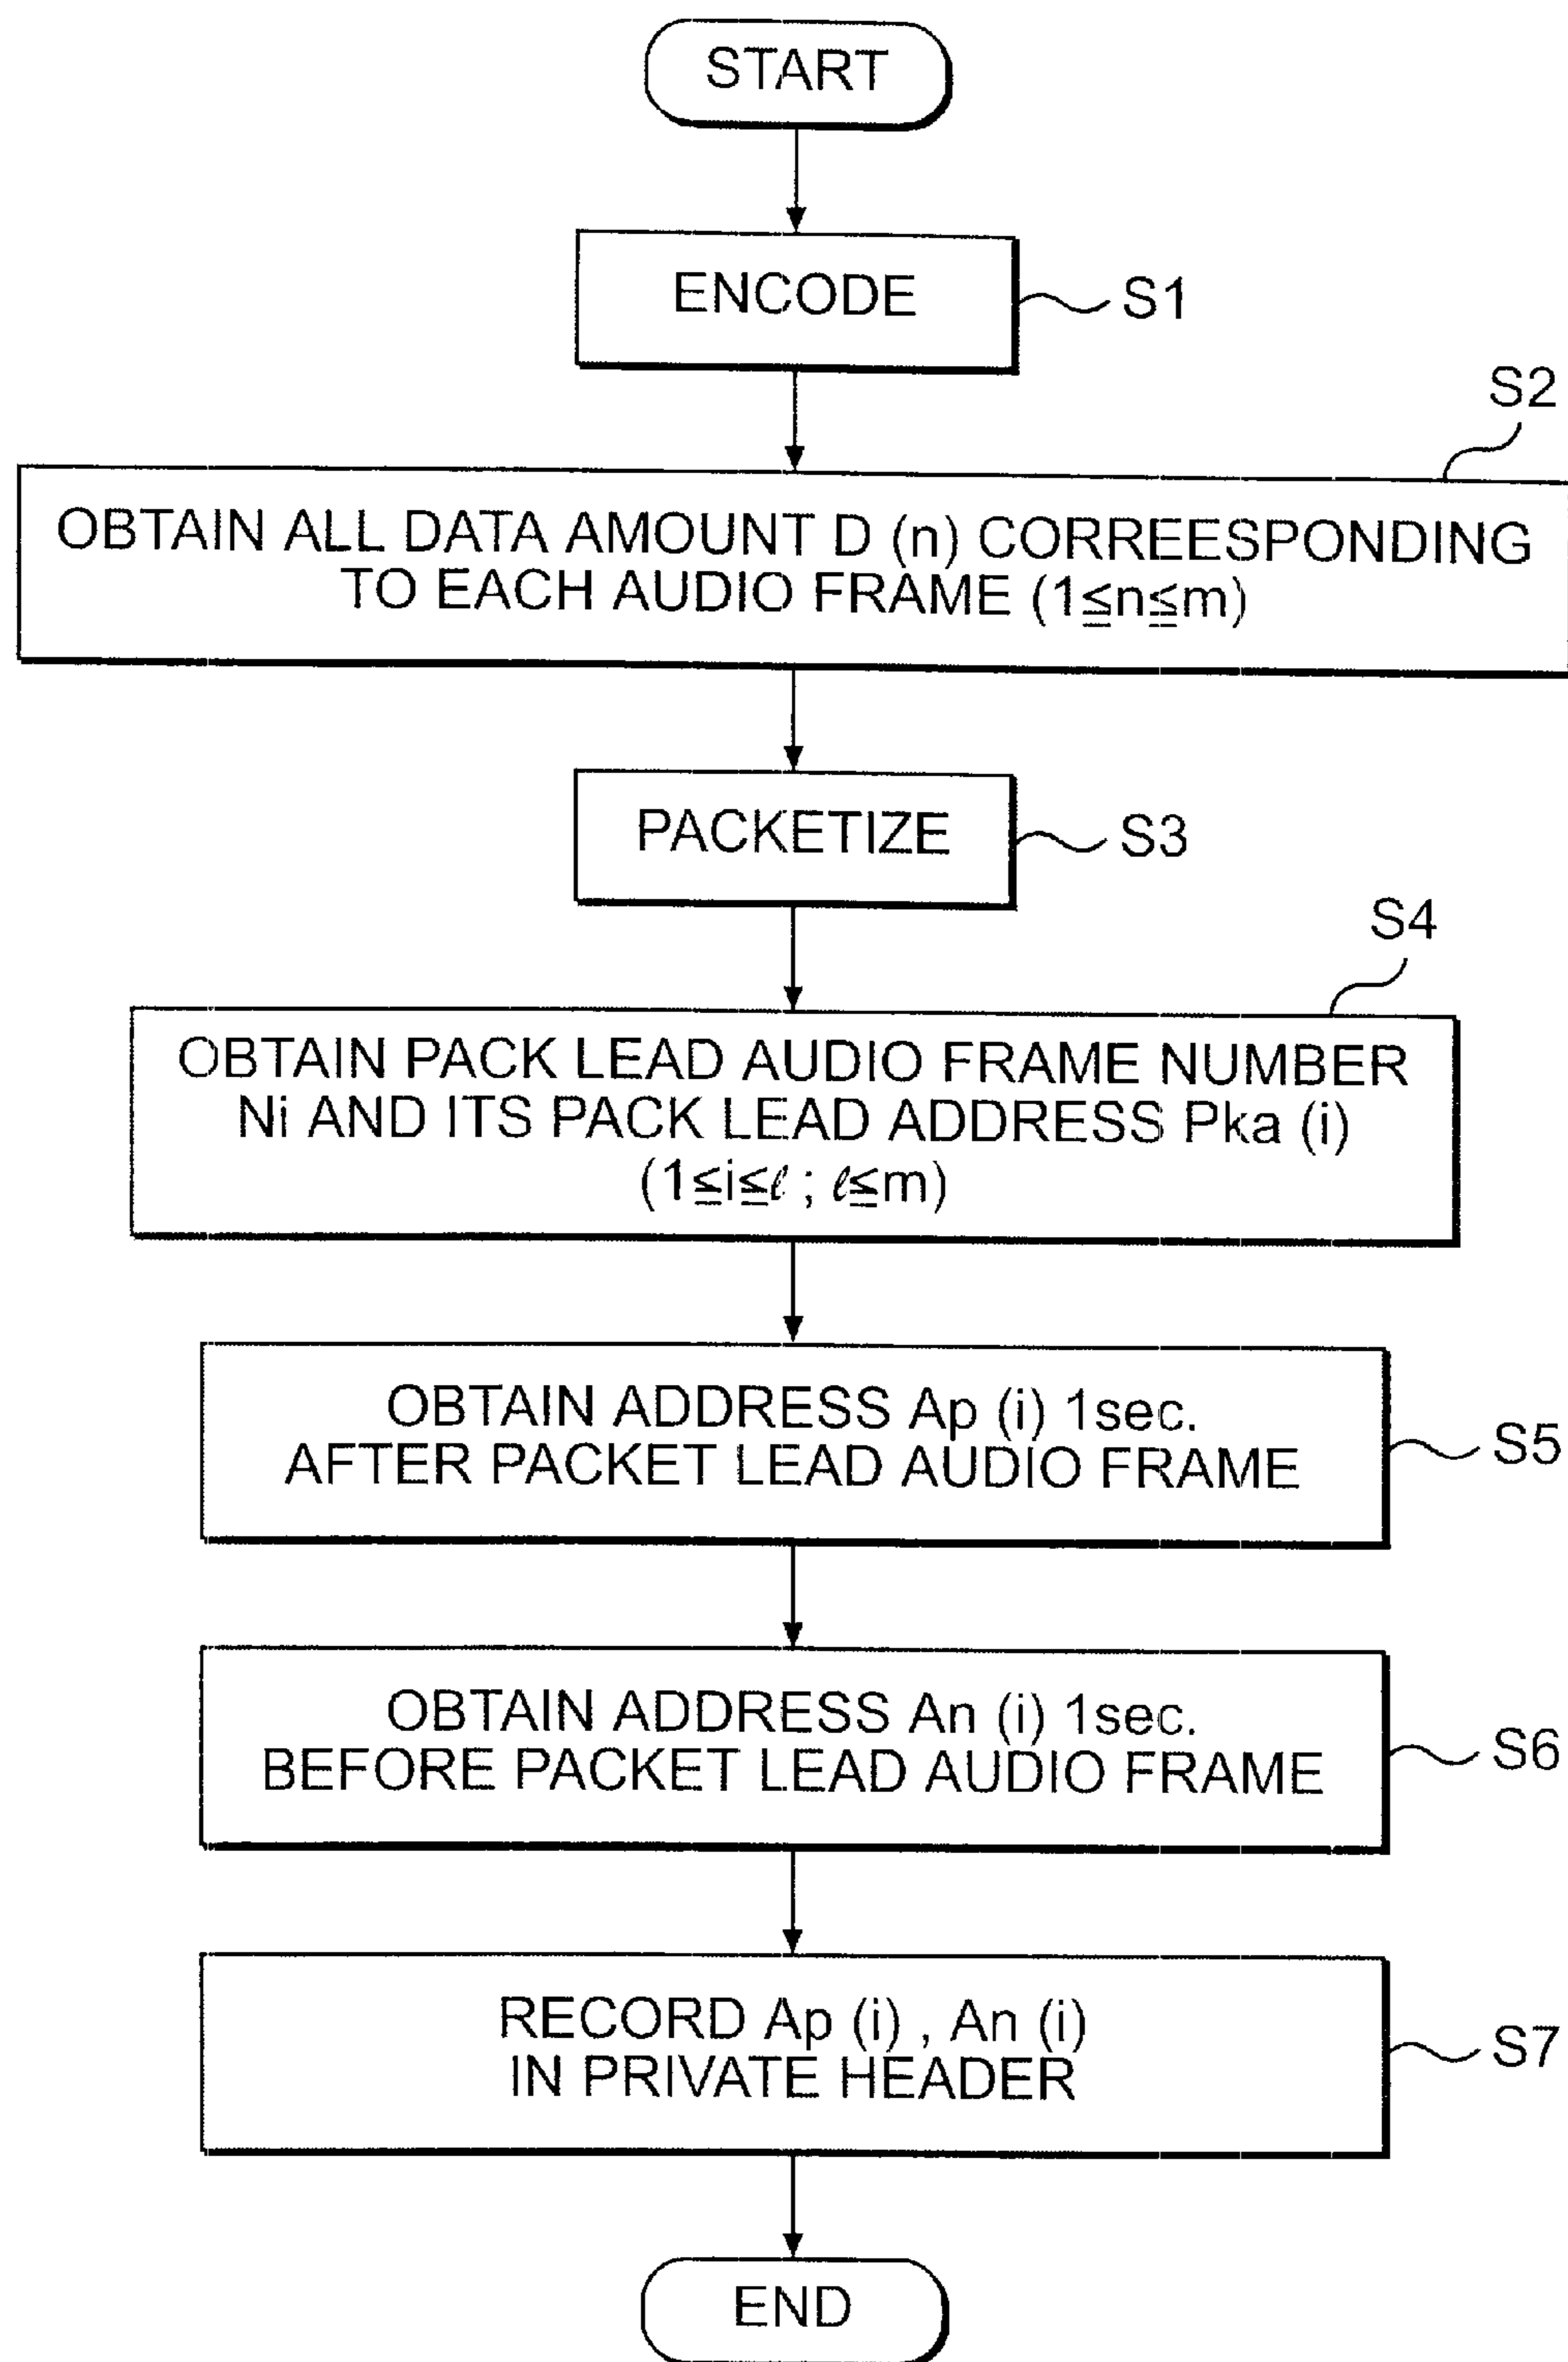 START
ENCODE
S1
S2
OBTAIN ALL DATA AMOUNT D (n) CORREESPONDING
TO EACH AUDIO FRAME (1≦n≦m)
PACKETIZE
S3
S4
OBTAIN PACK LEAD AUDIO FRAME NUMBER
Ni AND ITS PACK LEAD ADDRESS Pka (i)
(1≦i≦ℓ ; ℓ≦m)
OBTAIN ADDRESS Ap (i) 1sec.
AFTER PACKET LEAD AUDIO FRAME
S5
OBTAIN ADDRESS An (i) 1sec.
BEFORE PACKET LEAD AUDIO FRAME
S6
RECORD Ap (i) , An (i)
IN PRIVATE HEADER
S7
END